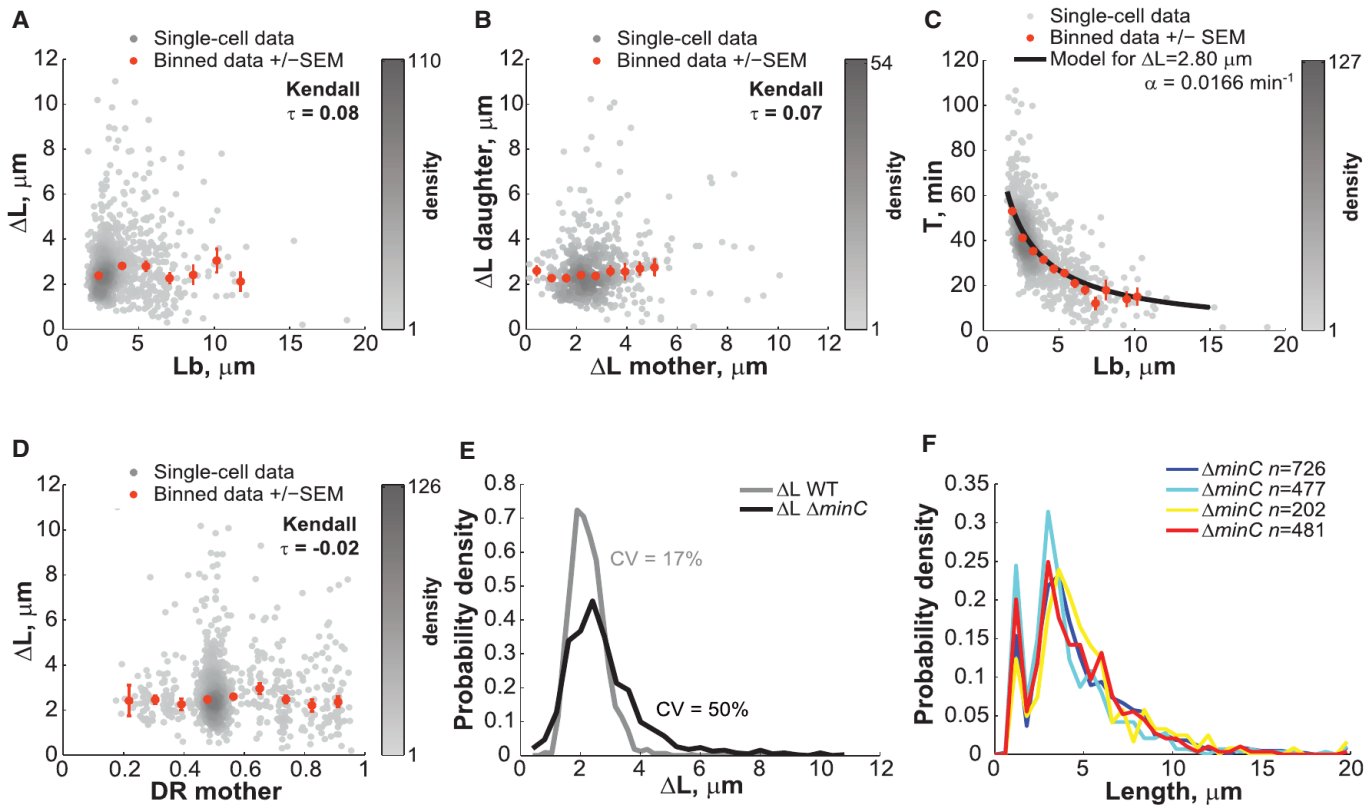 A
Single-cell data
Binned data +/−SEM
Kendall
τ = 0.08
ΔL, μm
12
10
8
6
4
2
0
0
5
10
15
20
Lb, μm
110
density
1
B
Single-cell data
Binned data +/−SEM
Kendall
τ = 0.07
ΔL daughter, μm
12
10
8
6
4
2
0
0
2
4
6
8
10
12
ΔL mother, μm
54
density
1
C
Single-cell data
Binned data +/− SEM
Model for ΔL=2.80 μm
α = 0.0166 min-1
T, min
120
100
80
60
40
20
0
0
5
10
15
20
Lb, μm
127
density
1
D
Single-cell data
Binned data +/−SEM
Kendall
τ = -0.02
ΔL, μm
12
10
8
6
4
2
0
0
0.2
0.4
0.6
0.8
1
DR mother
126
density
1
E
ΔL WT
ΔL ΔminC
CV = 17%
CV = 50%
Probability density
0.8
0.7
0.6
0.5
0.4
0.3
0.2
0.1
0
0
2
4
6
8
10
12
ΔL, μm
F
ΔminC n=726
ΔminC n=477
ΔminC n=202
ΔminC n=481
Probability density
0.35
0.3
0.25
0.2
0.15
0.1
0.05
0
0
5
10
15
20
Length, μm